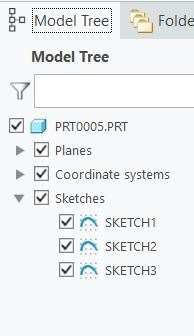 Model Tree Folde
Model Tree
PRT0005.PRT
Planes
Coordinate systems
Sketches
SKETCH1
SKETCH2
SKETCH3